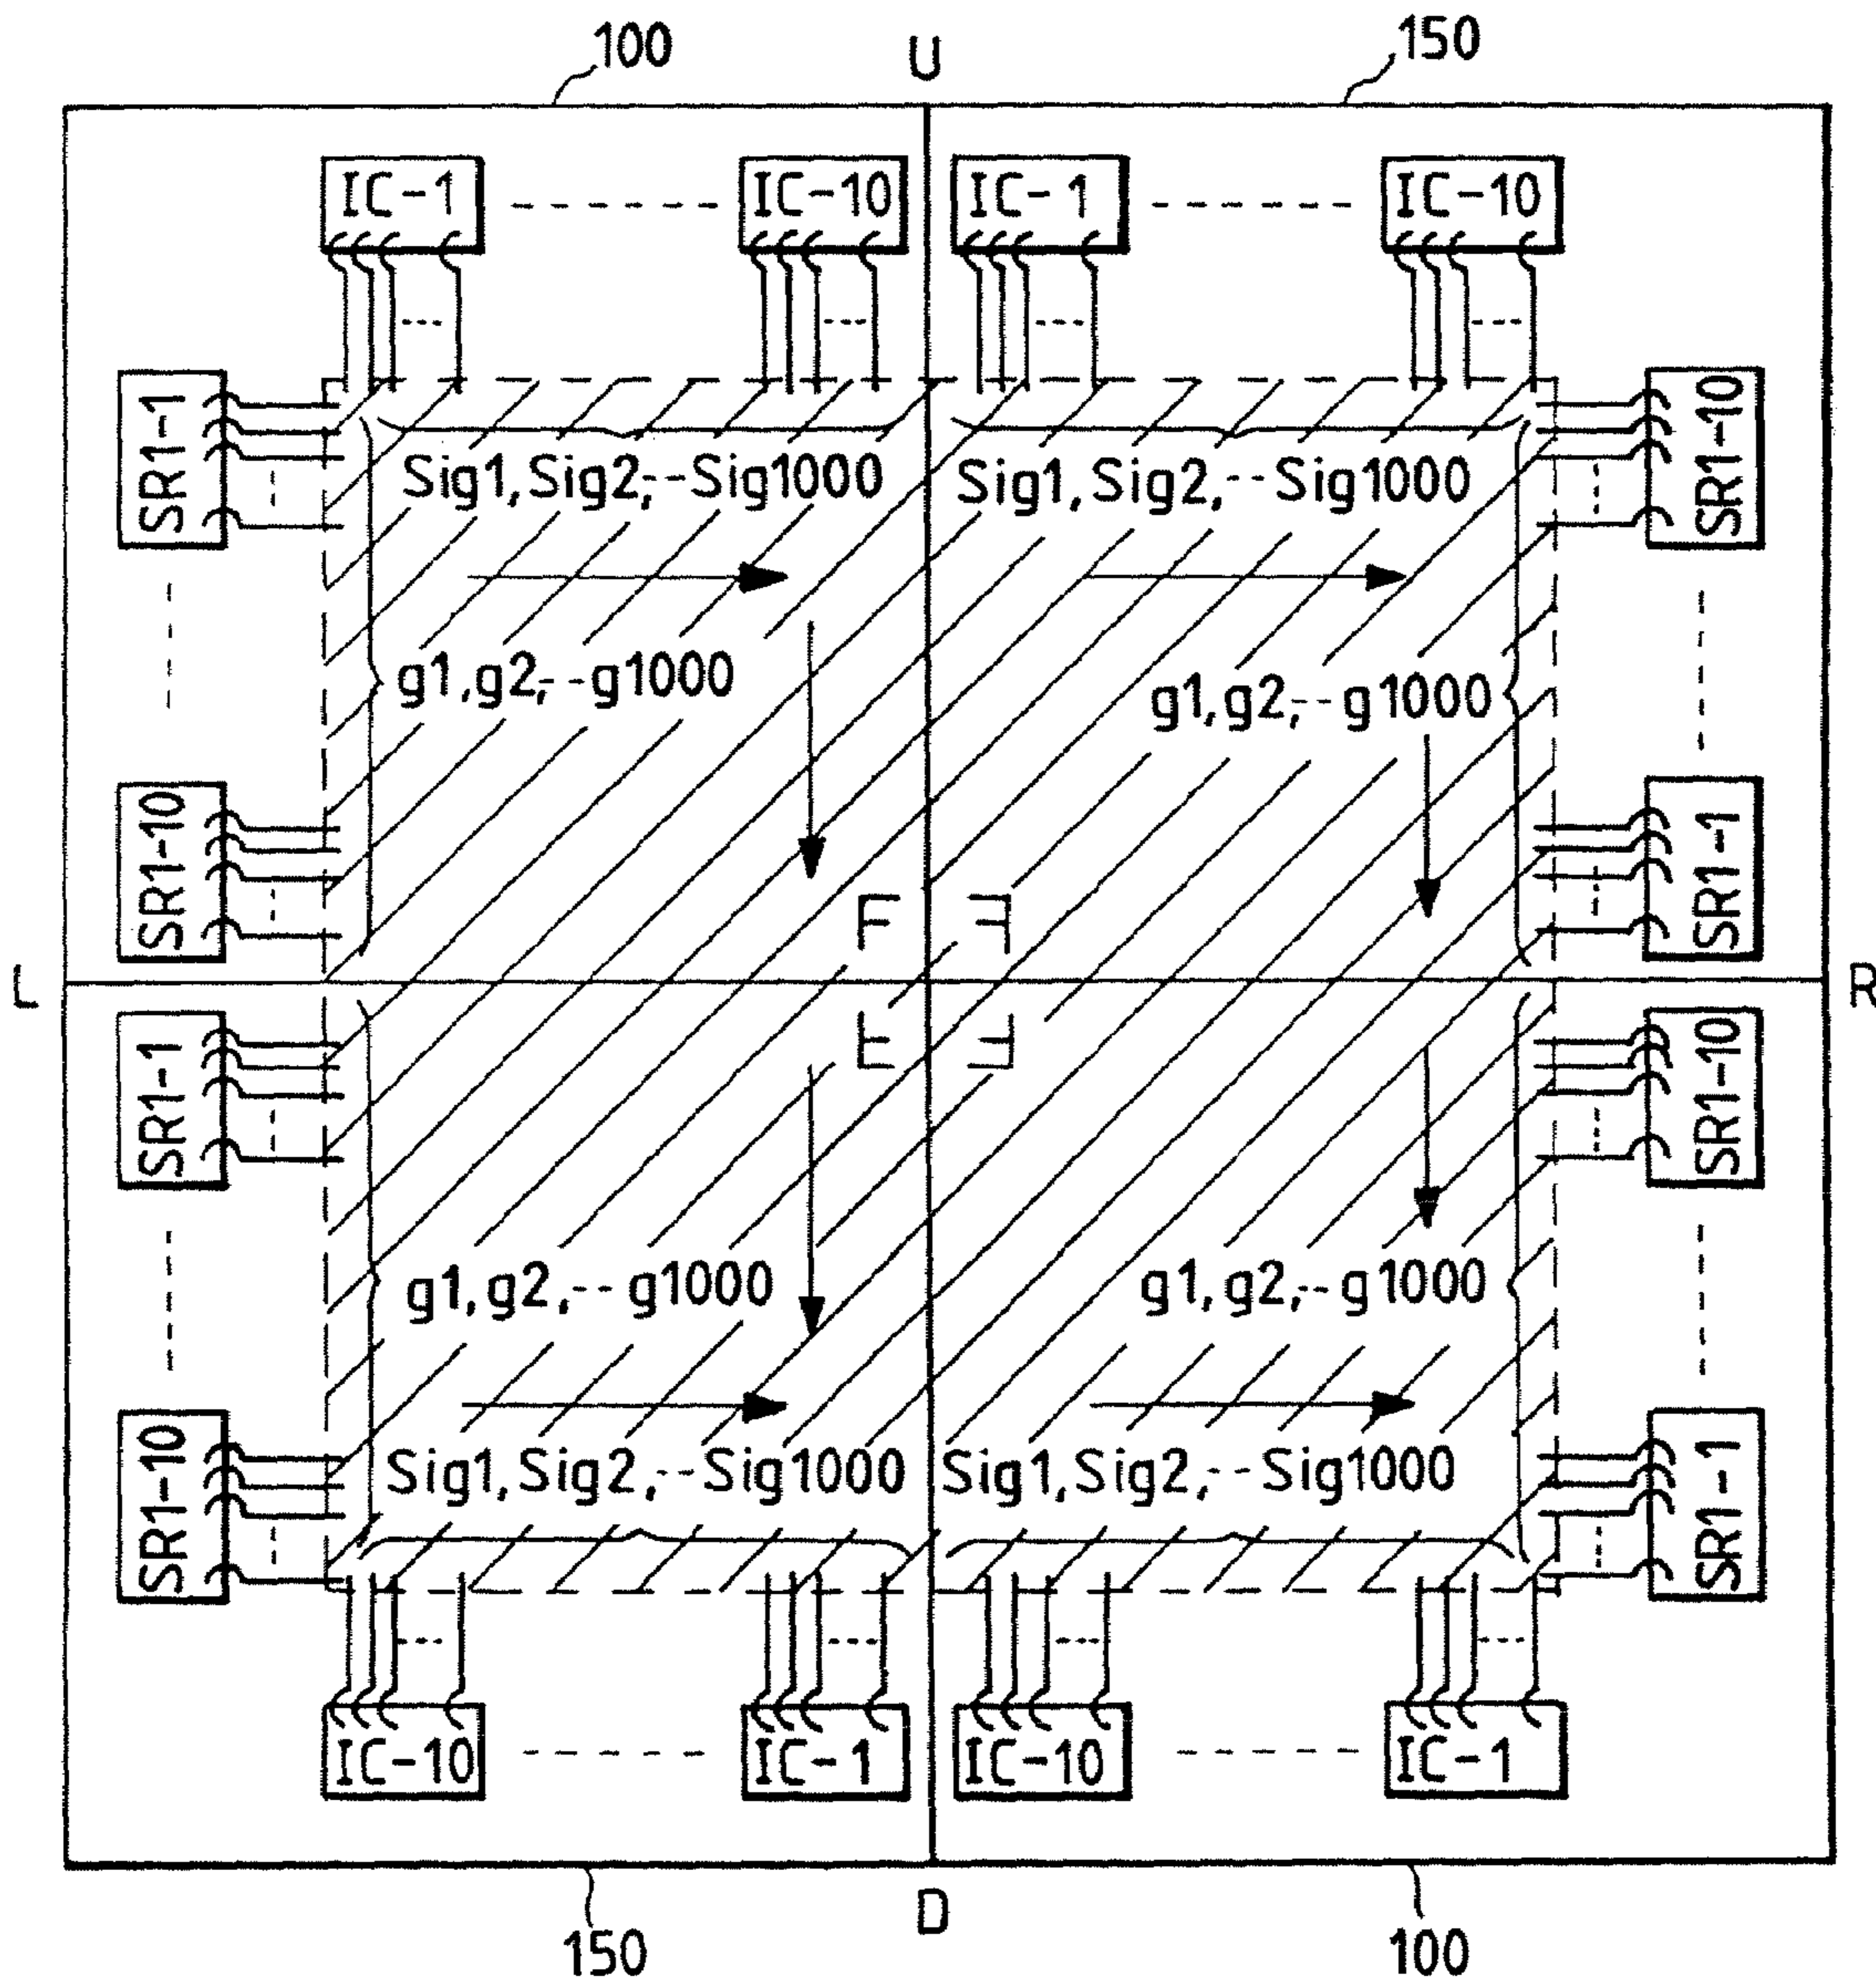 100
U
150
IC-1
IC-10
IC-1
IC-10
SR1-1
SR1-10
Sig1,Sig2,--Sig1000
Sig1,Sig2,--Sig1000
g1,g2,--g1000
g1,g2,--g1000
SR1-10
SR1-1
F
F
L
R
SR1-1
SR1-10
F
F
g1,g2,--g1000
g1,g2,--g1000
Sig1,Sig2,--Sig1000
Sig1,Sig2,--Sig1000
SR1-10
SR1-1
IC-10
IC-1
IC-10
IC-1
150
D
100